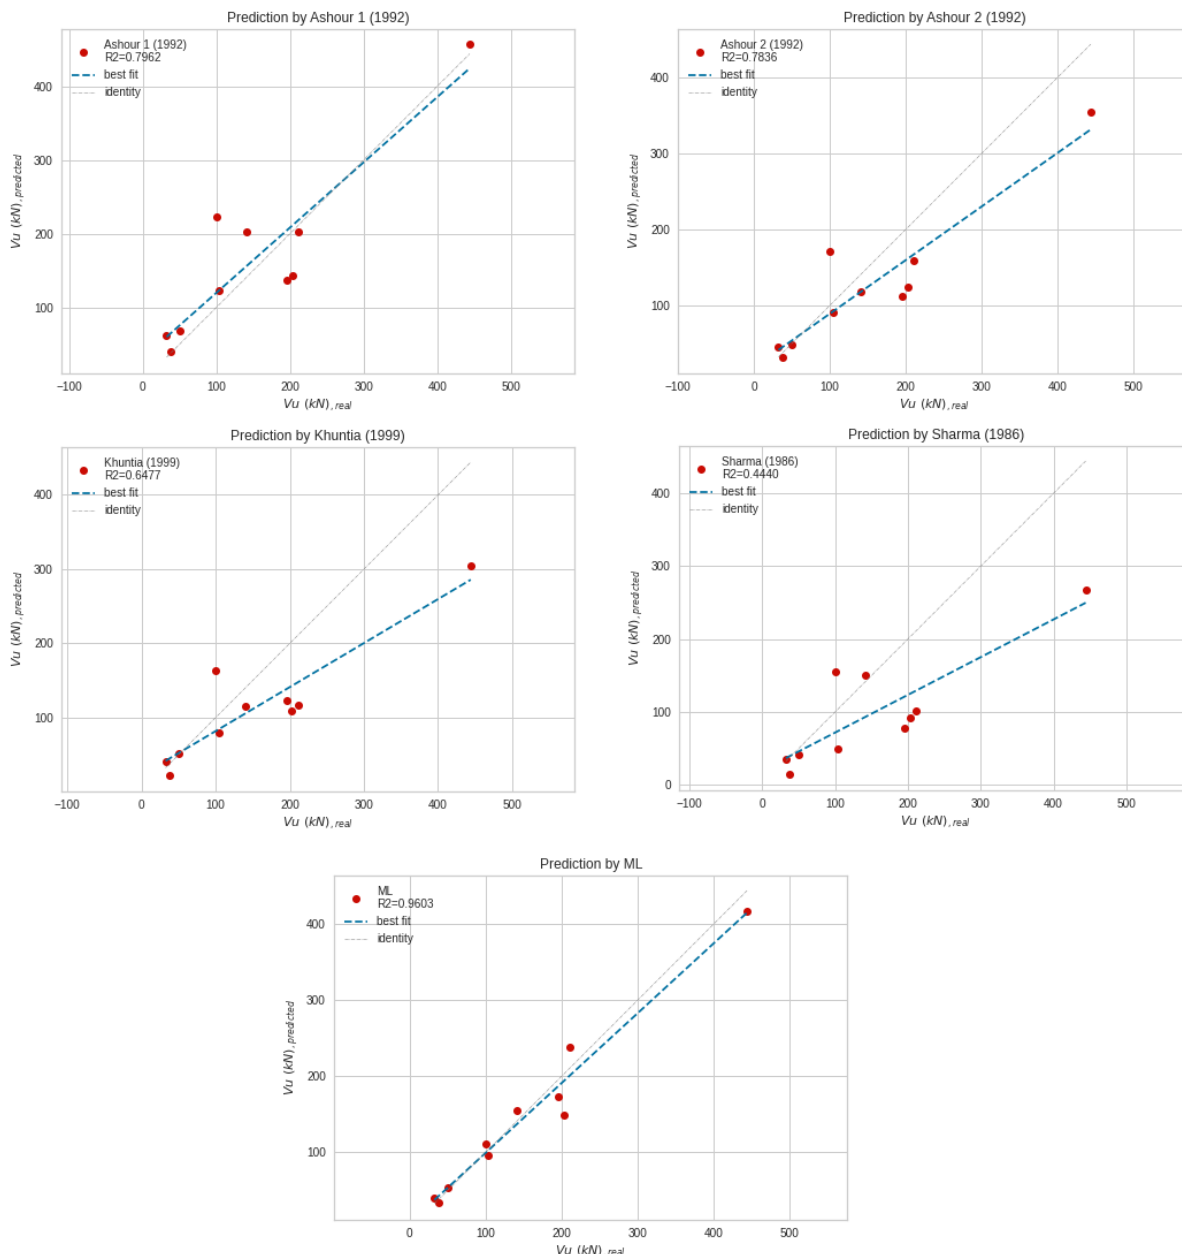 Prediction by Ashour 1 (1992)
Ashour 1 (1992)
R2=0.7962
best fit
identity
400
300
200
100
Vu (kN), predicted
−100
0
100
200
300
400
500
Vu (kN), real
Prediction by Ashour 2 (1992)
Ashour 2 (1992)
R2=0.7836
best fit
identity
400
300
200
100
Vu (kN), predicted
−100
0
100
200
300
400
500
Vu (kN), real
Prediction by Khuntia (1999)
Khuntia (1999)
R2=0.6477
best fit
identity
400
300
200
100
Vu (kN), predicted
−100
0
100
200
300
400
500
Vu (kN), real
Prediction by Sharma (1986)
Sharma (1986)
R2=0.4440
best fit
identity
400
300
200
100
0
Vu (kN), predicted
−100
0
100
200
300
400
500
Vu (kN), real
Prediction by ML
ML
R2=0.9603
best fit
identity
400
300
200
100
Vu (kN), predicted
0
100
200
300
400
500
Vu (kN), real